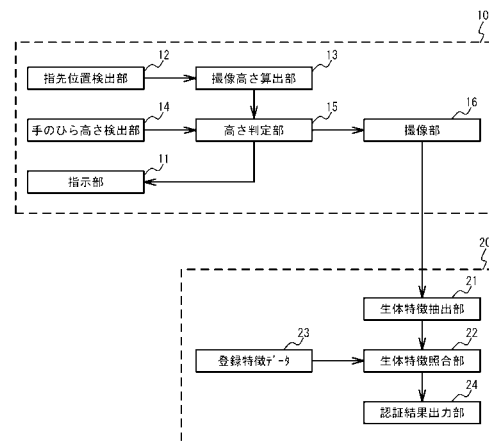 10
12
指先位置検出部
13
撮像高さ算出部
14
手のひら高さ検出部
15
高さ判定部
16
撮像部
11
指示部
20
21
生体特徴抽出部
23
登録特徴ﾃﾞｰﾀ
22
生体特徴照合部
24
認証結果出力部